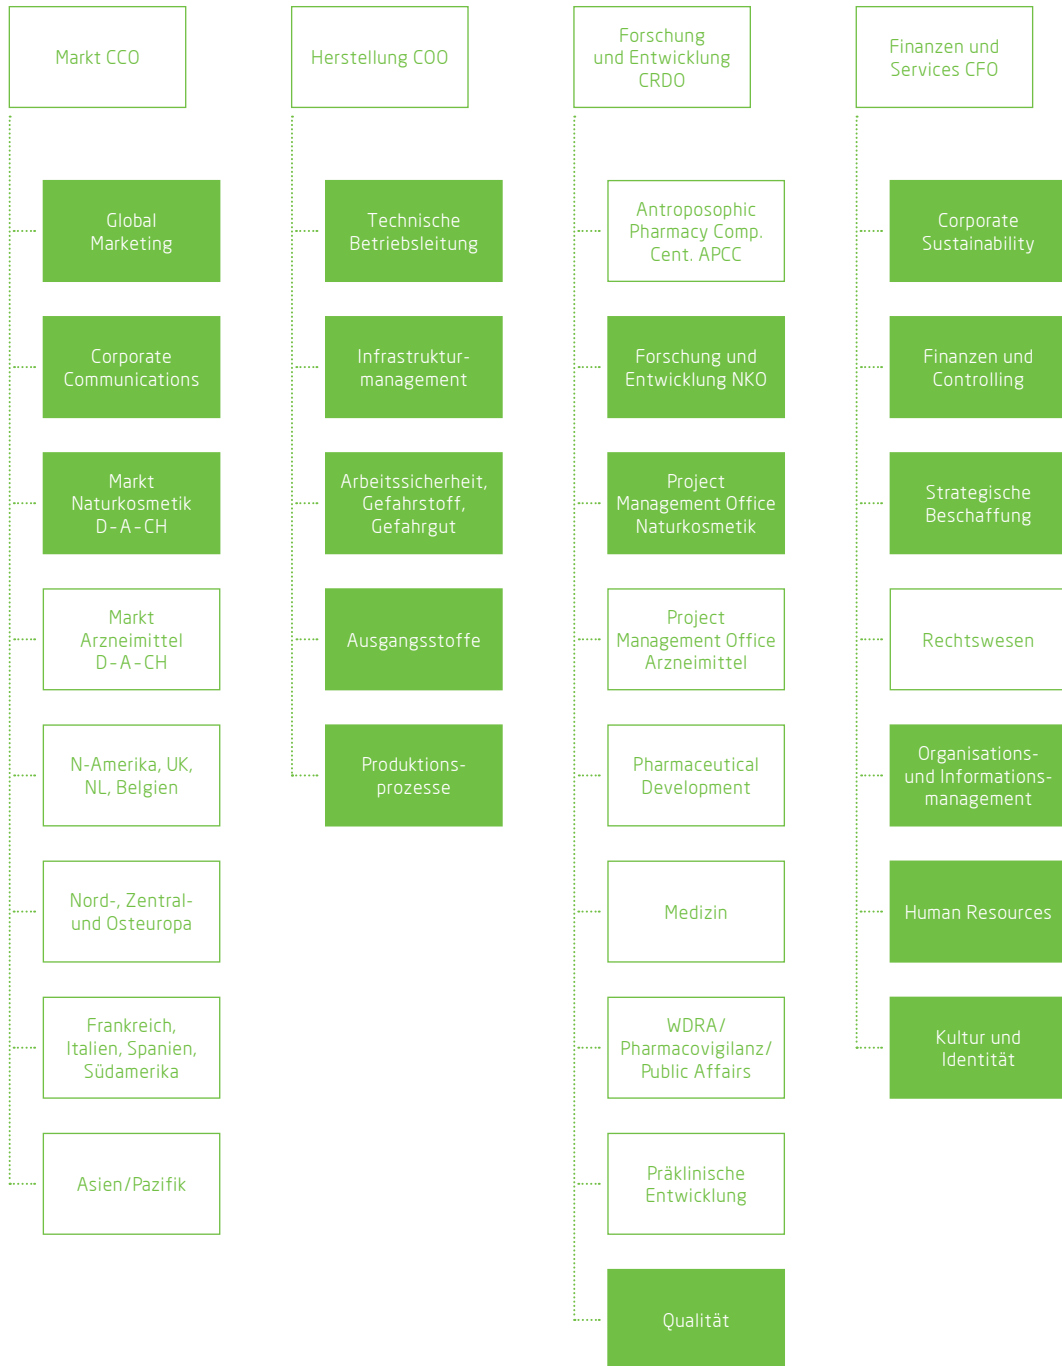 Markt CCO
Global
Marketing
Corporate
Communications
Markt
Naturkosmetik
D–A–CH
Markt
Arzneimittel
D–A–CH
N-Amerika, UK,
NL, Belgien
Nord-, Zentral-
und Osteuropa
Frankreich,
Italien, Spanien,
Südamerika
Asien/Pazifik
Herstellung COO
Technische
Betriebsleitung
Infrastruktur-
management
Arbeitssicherheit,
Gefahrstoff,
Gefahrgut
Ausgangsstoffe
Produktions-
prozesse
Forschung
und Entwicklung
CRDO
Antroposophic
Pharmacy Comp.
Cent. APCC
Forschung und
Entwicklung NKO
Project
Management Office
Naturkosmetik
Project
Management Office
Arzneimittel
Pharmaceutical
Development
Medizin
WDRA/
Pharmacovigilanz/
Public Affairs
Präklinische
Entwicklung
Qualität
Finanzen und
Services CFO
Corporate
Sustainability
Finanzen und
Controlling
Strategische
Beschaffung
Rechtswesen
Organisations-
und Informations-
management
Human Resources
Kultur und
Identität